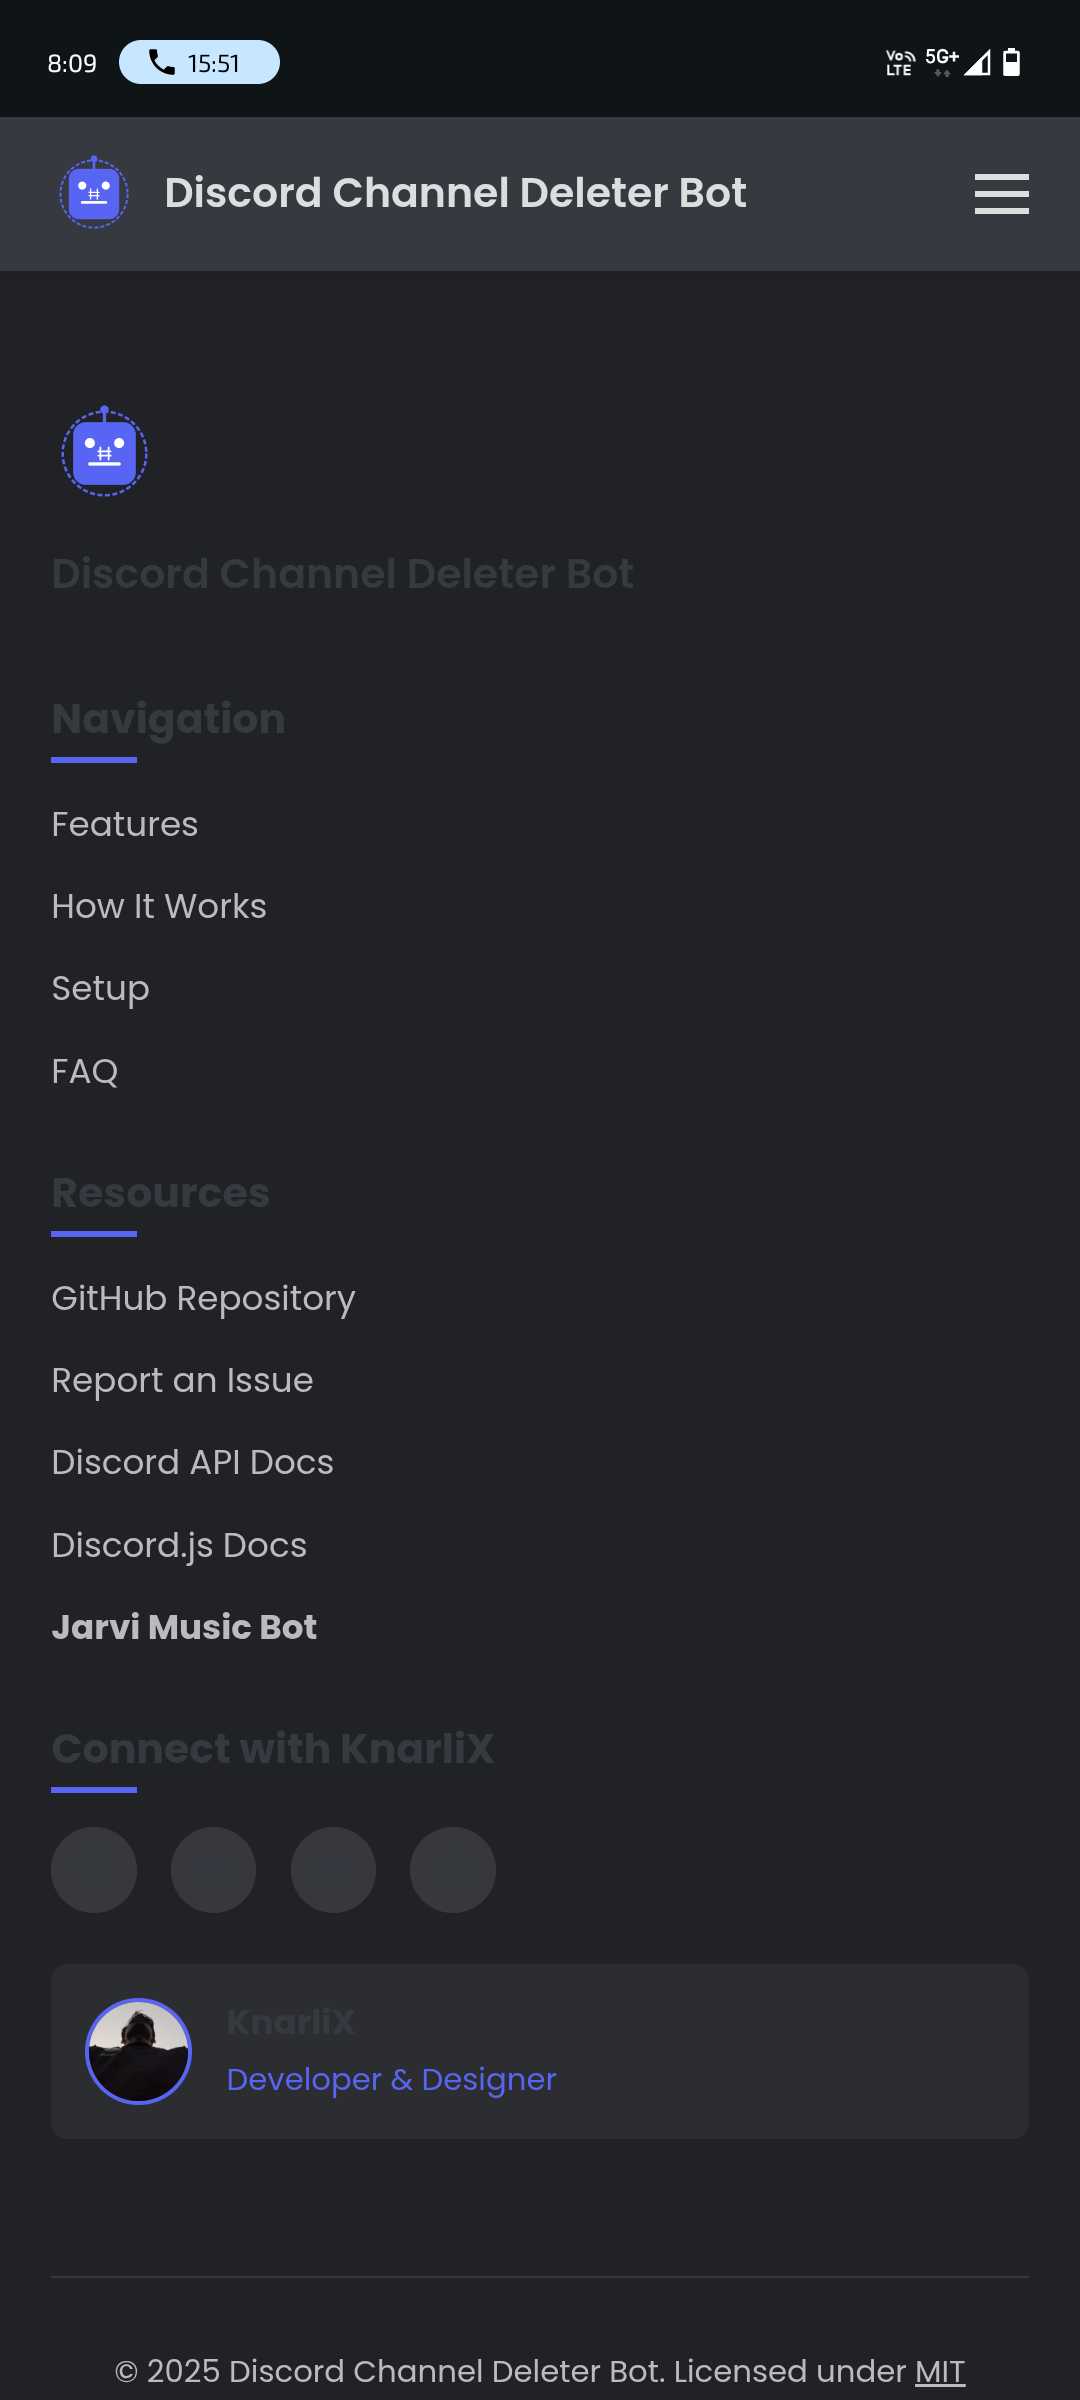 8:09 15:51 Vo LTE 5G+
Discord Channel Deleter Bot
Discord Channel Deleter Bot
Navigation
Features
How It Works
Setup
FAQ
Resources
GitHub Repository
Report an Issue
Discord API Docs
Discord.js Docs
Jarvi Music Bot
Connect with KnarliX
KnarliX
Developer & Designer
© 2025 Discord Channel Deleter Bot. Licensed under MIT